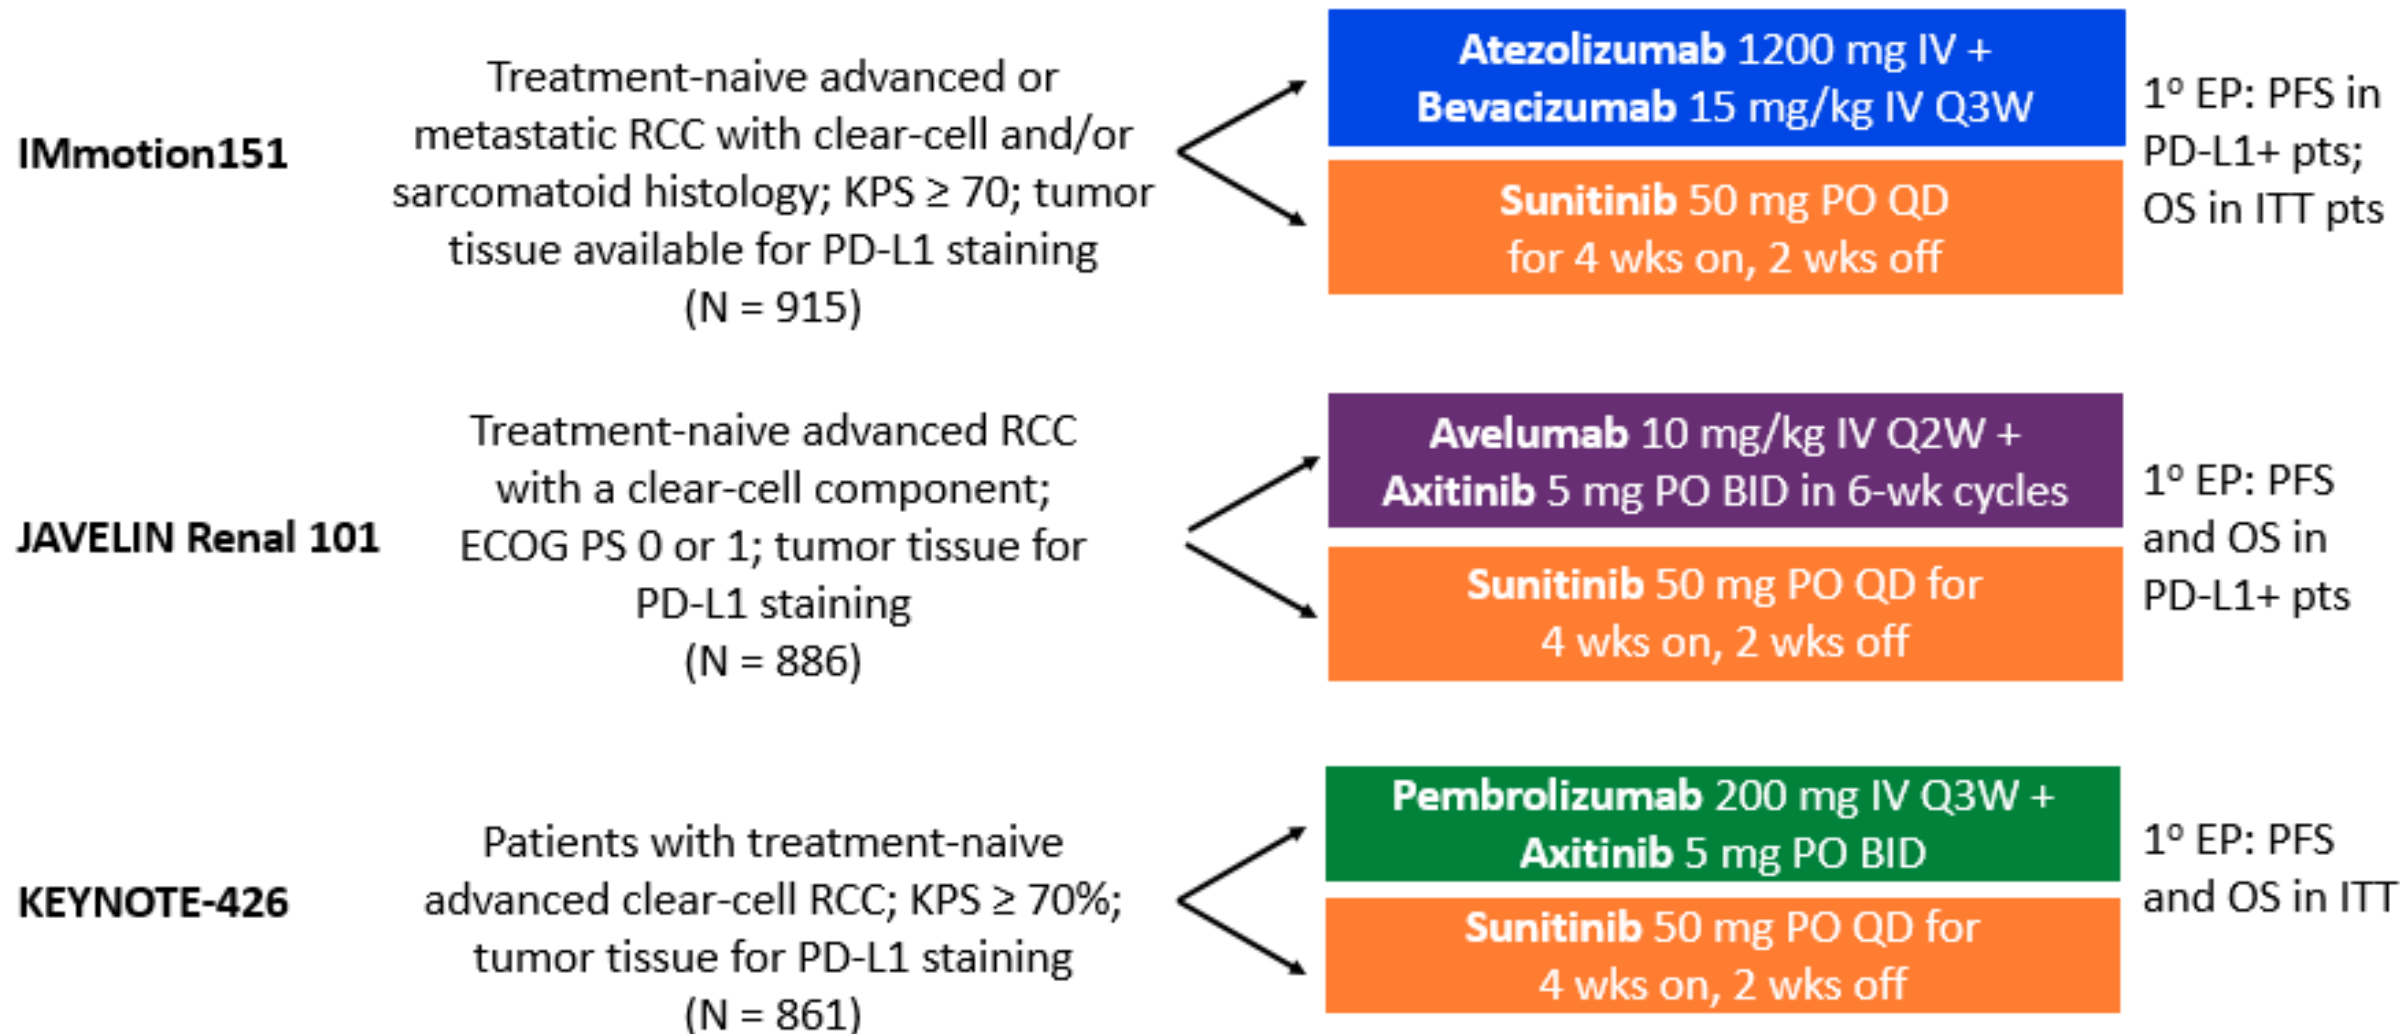 IMmotion151
Treatment-naive advanced or
metastatic RCC with clear-cell and/or
sarcomatoid histology; KPS ≥ 70; tumor
tissue available for PD-L1 staining
(N = 915)
Atezolizumab 1200 mg IV +
Bevacizumab 15 mg/kg IV Q3W
Sunitinib 50 mg PO QD
for 4 wks on, 2 wks off
1º EP: PFS in
PD-L1+ pts;
OS in ITT pts
JAVELIN Renal 101
Treatment-naive advanced RCC
with a clear-cell component;
ECOG PS 0 or 1; tumor tissue for
PD-L1 staining
(N = 886)
Avelumab 10 mg/kg IV Q2W +
Axitinib 5 mg PO BID in 6-wk cycles
Sunitinib 50 mg PO QD for
4 wks on, 2 wks off
1º EP: PFS
and OS in
PD-L1+ pts
KEYNOTE-426
Patients with treatment-naive
advanced clear-cell RCC; KPS ≥ 70%;
tumor tissue for PD-L1 staining
(N = 861)
Pembrolizumab 200 mg IV Q3W +
Axitinib 5 mg PO BID
Sunitinib 50 mg PO QD for
4 wks on, 2 wks off
1º EP: PFS
and OS in ITT